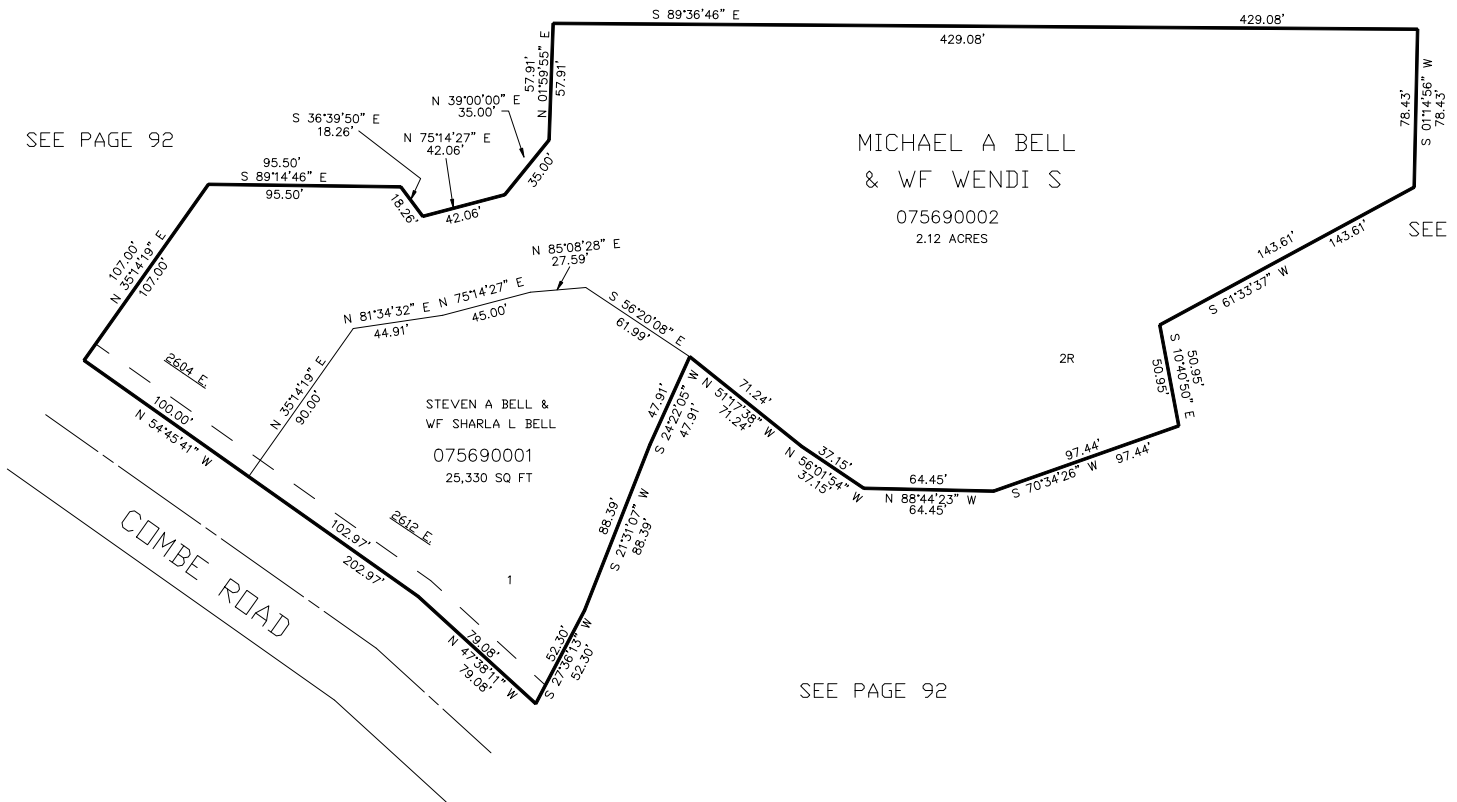 S 89°36'46" E
429.08'
429.08'
57.91'
N 01°59'55" E
57.91'
N 39°00'00" E
35.00'
35.00'
S 36°39'50" E
18.26'
18.26'
N 75°14'27" E
42.06'
42.06'
SEE PAGE 92
95.50'
S 89°14'46" E
95.50'
107.00'
N 35°14'19" E
107.00'
MICHAEL A BELL
& WF WENDI S
075690002
2.12 ACRES
78.43'
S 01°14'56" W
78.43'
SEE
143.61'
143.61'
S 61°33'37" W
N 85°08'28" E
27.59'
N 75°14'27" E
45.00'
N 81°34'32" E
44.91'
S 56°20'08" E
61.99'
2R
50.95'
S 10°40'50" E
50.95'
2604 E.
100.00'
N 54°45'41" W
N 35°14'19" E
90.00'
STEVEN A BELL &
WF SHARLA L BELL
075690001
25,330 SQ FT
47.91'
S 24°22'05" W
47.91'
71.24'
N 51°17'38" W
71.24'
37.15'
N 56°01'54" W
37.15'
64.45'
N 88°44'23" W
64.45'
97.44'
S 70°34'26" W
97.44'
88.39'
S 21°31'07" W
88.39'
2612 E.
102.97'
202.97'
1
COMBE ROAD
79.08'
N 47°38'11" W
79.08'
52.30'
S 27°36'13" W
52.30'
SEE PAGE 92